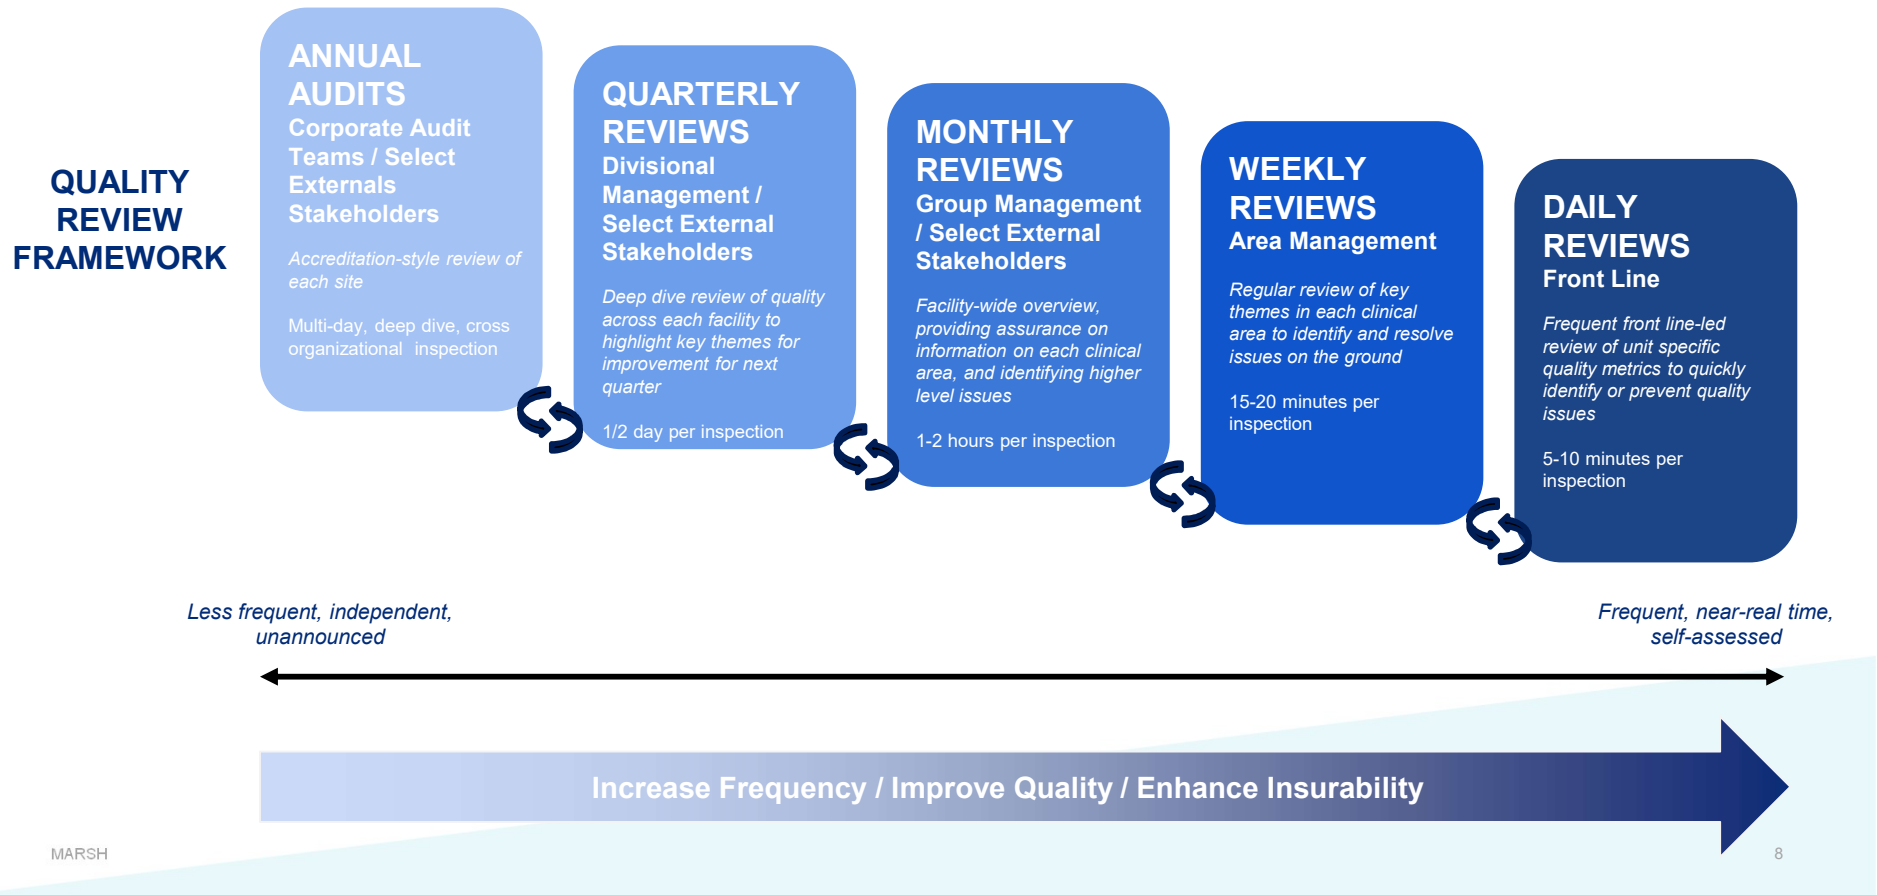 QUALITY
REVIEW
FRAMEWORK
ANNUAL
AUDITS
Corporate Audit
Teams / Select
Externals
Stakeholders
Accreditation-style review of
each site
Multi-day, deep dive, cross
organizational inspection
QUARTERLY
REVIEWS
Divisional
Management /
Select External
Stakeholders
Deep dive review of quality
across each facility to
highlight key themes for
improvement for next
quarter
1/2 day per inspection
MONTHLY
REVIEWS
Group Management
/ Select External
Stakeholders
Facility-wide overview,
providing assurance on
information on each clinical
area, and identifying higher
level issues
1-2 hours per inspection
WEEKLY
REVIEWS
Area Management
Regular review of key
themes in each clinical
area to identify and resolve
issues on the ground
15-20 minutes per
inspection
DAILY
REVIEWS
Front Line
Frequent front line-led
review of unit specific
quality metrics to quickly
identify or prevent quality
issues
5-10 minutes per
inspection
Less frequent, independent,
unannounced
Frequent, near-real time,
self-assessed
Increase Frequency / Improve Quality / Enhance Insurability
MARSH
8